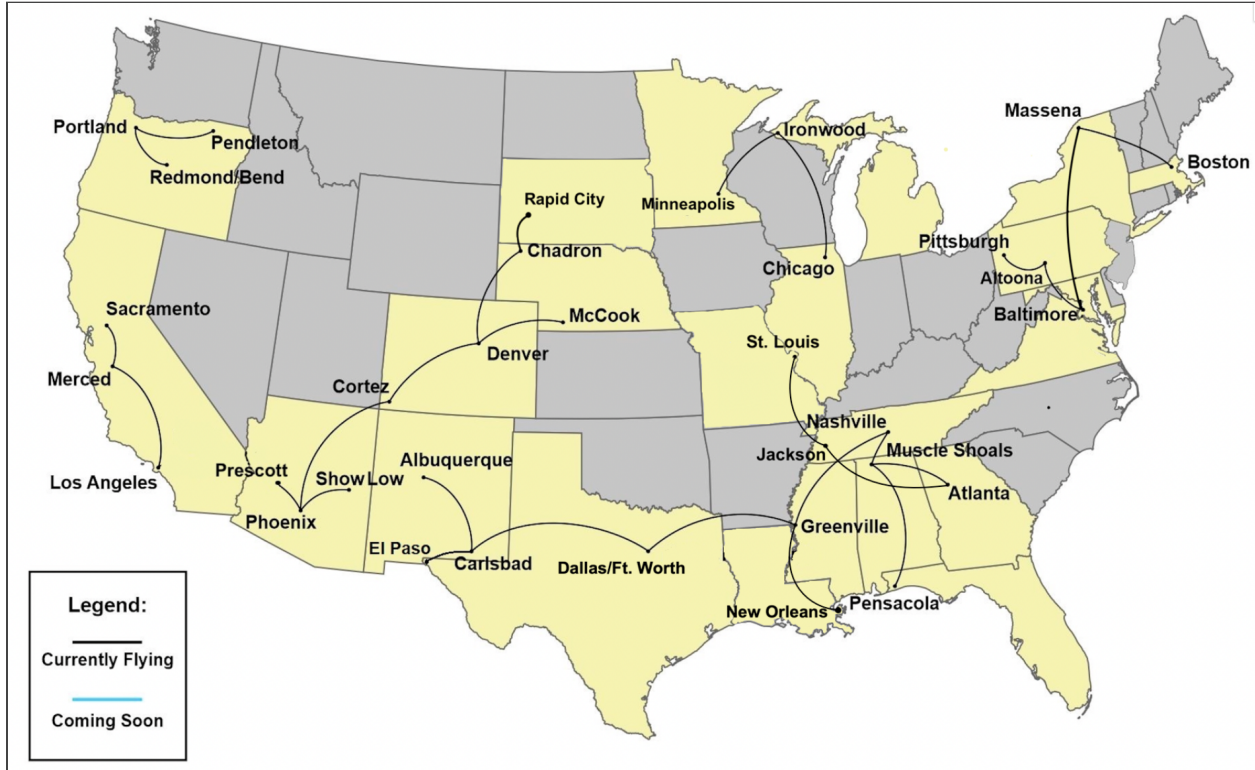 Massena
Portland
Ironwood
Pendleton
Boston
Redmond/Bend
Rapid City
Minneapolis
Pittsburgh
Chadron
Chicago
Altoona
Sacramento
McCook
Baltimore
St. Louis
Denver
Merced
Cortez
Nashville
Muscle Shoals
Jackson
Albuquerque
Prescott
Show Low
Los Angeles
Atlanta
Phoenix
Greenville
El Paso
Carlsbad
Dallas/Ft. Worth
New Orleans
Pensacola
Legend:
Currently Flying
Coming Soon